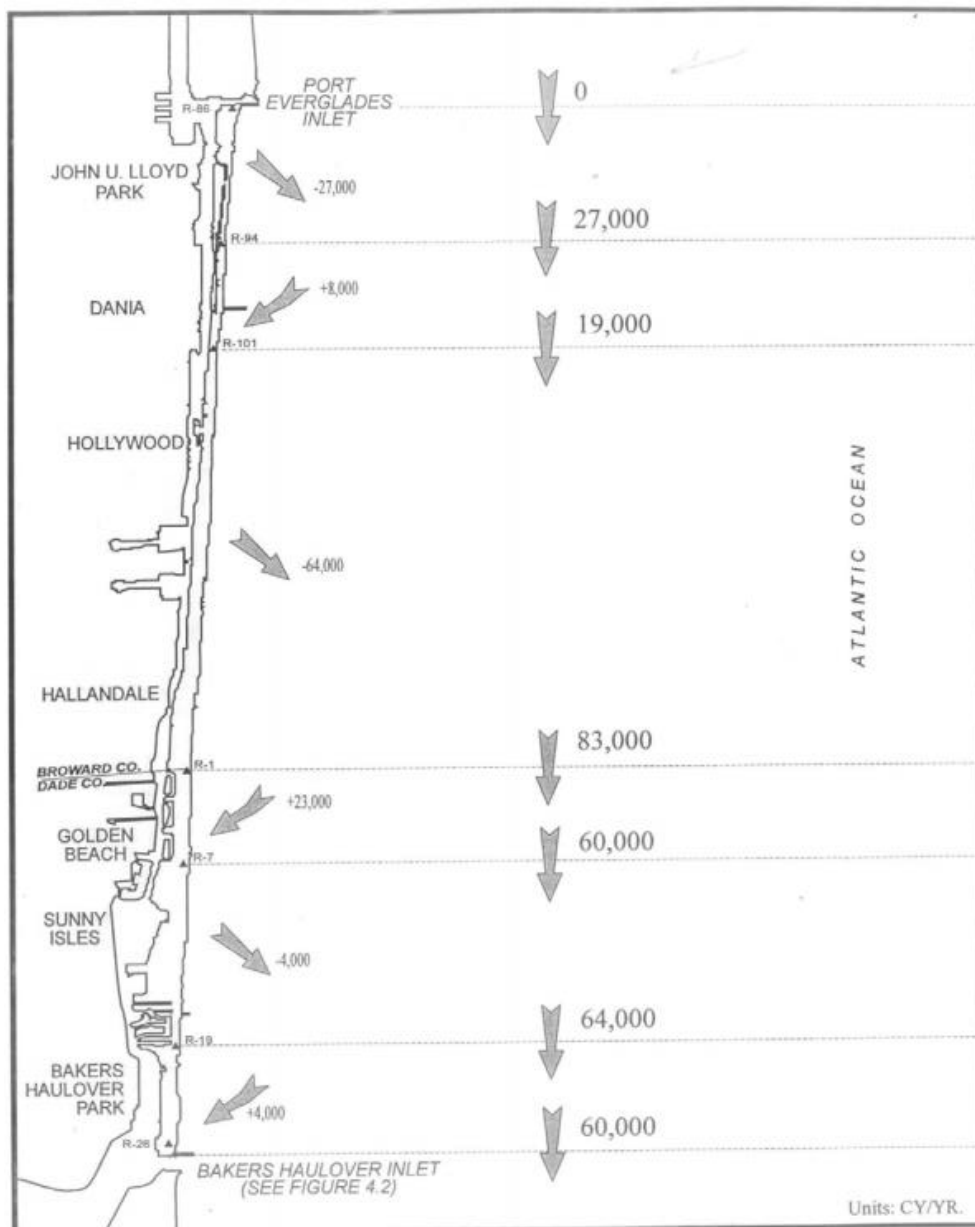 PORT
EVERGLADES
INLET
R-86
0
JOHN U. LLOYD
PARK
-27,000
27,000
R-94
+8,000
DANIA
19,000
R-101
HOLLYWOOD
ATLANTIC OCEAN
-64,000
HALLANDALE
83,000
BROWARD CO.
R-1
DADE CO.
+23,000
GOLDEN
BEACH
60,000
R-7
SUNNY
ISLES
-4,000
64,000
R-19
BAKERS
HAULOVER
PARK
+4,000
60,000
R-26
BAKERS HAULOVER INLET
(SEE FIGURE 4.2)
Units: CY/YR.